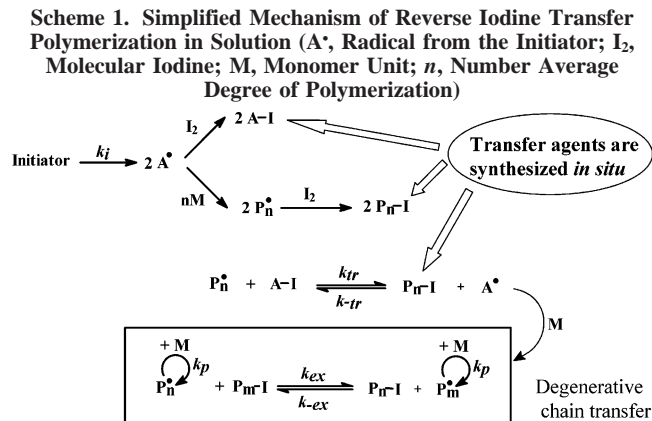 Scheme 1. Simplified Mechanism of Reverse Iodine Transfer
Polymerization in Solution (A•, Radical from the Initiator; I2,
Molecular Iodine; M, Monomer Unit; n, Number Average
Degree of Polymerization)
I2
2 A–I
Transfer agents are
synthesized in situ
Initiator ki 2 A•
nM
2 Pn• I2 2 Pn–I
Pn• + A–I ktr k-tr Pn–I + A•
M
+ M + M
kp kex kp
Pn• + Pm–I k-ex Pn–I + Pm•
Degenerative
chain transfer